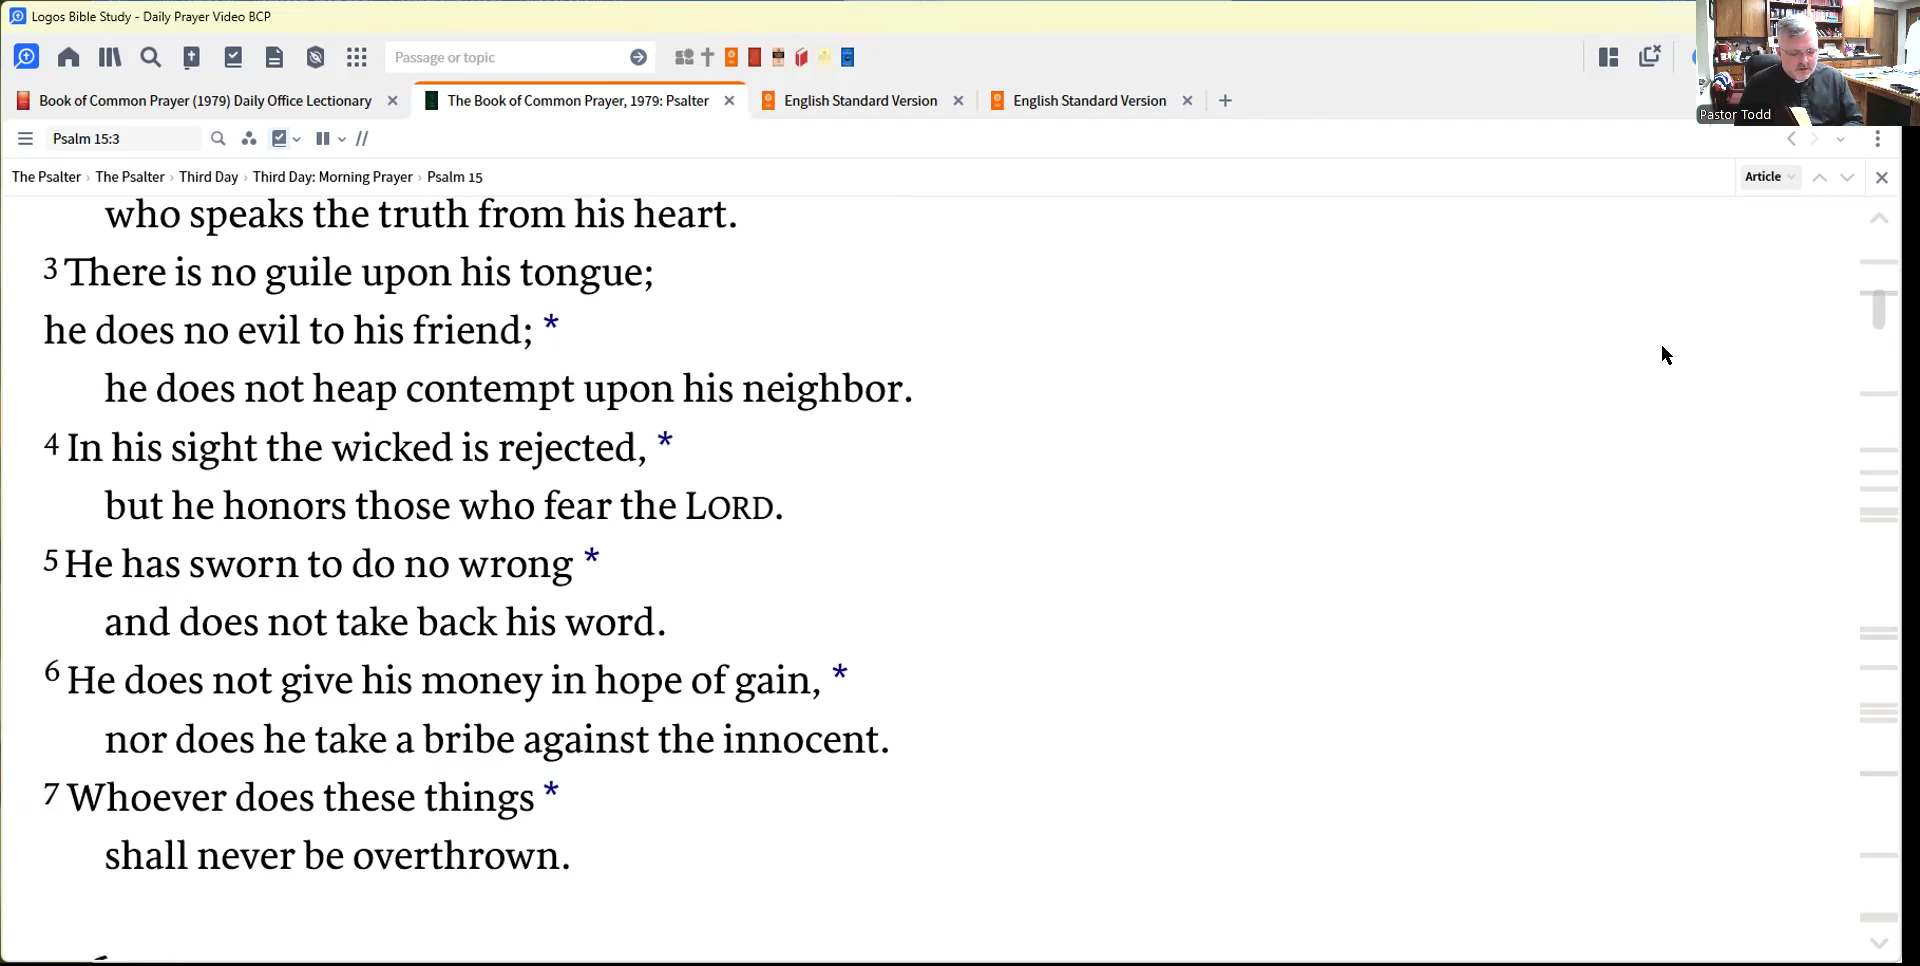 Logos Bible Study - Daily Prayer Video BCP
Passage or topic
Book of Common Prayer (1979) Daily Office Lectionary
The Book of Common Prayer, 1979: Psalter
English Standard Version
English Standard Version
Pastor Todd
Psalm 15:3
The Psalter › The Psalter › Third Day › Third Day: Morning Prayer › Psalm 15
Article
who speaks the truth from his heart.
3 There is no guile upon his tongue;
he does no evil to his friend; *
he does not heap contempt upon his neighbor.
4 In his sight the wicked is rejected, *
but he honors those who fear the LORD.
5 He has sworn to do no wrong *
and does not take back his word.
6 He does not give his money in hope of gain, *
nor does he take a bribe against the innocent.
7 Whoever does these things *
shall never be overthrown.